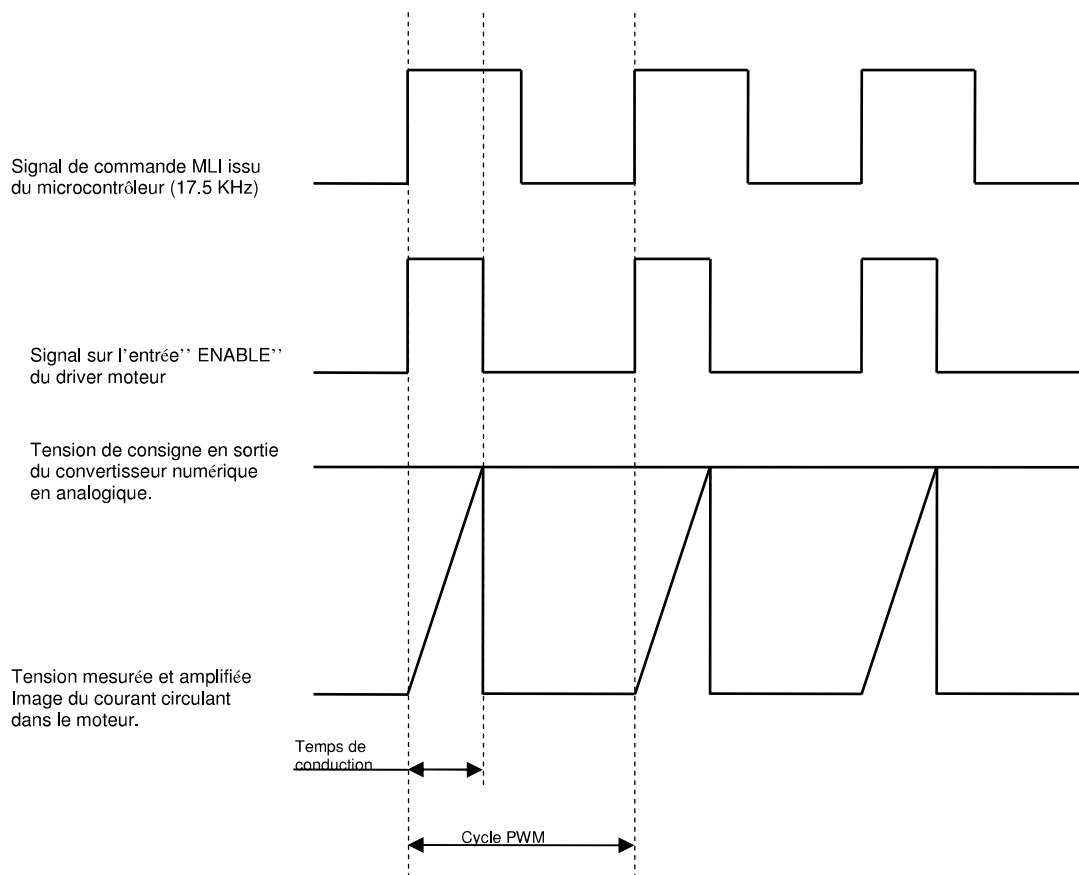 Signal de commande MLI issu
du microcontrôleur (17.5 KHz)
Signal sur l'entrée'' ENABLE''
du driver moteur
Tension de consigne en sortie
du convertisseur numérique
en analogique.
Tension mesurée et amplifiée
Image du courant circulant
dans le moteur.
Temps de
conduction
Cycle PWM